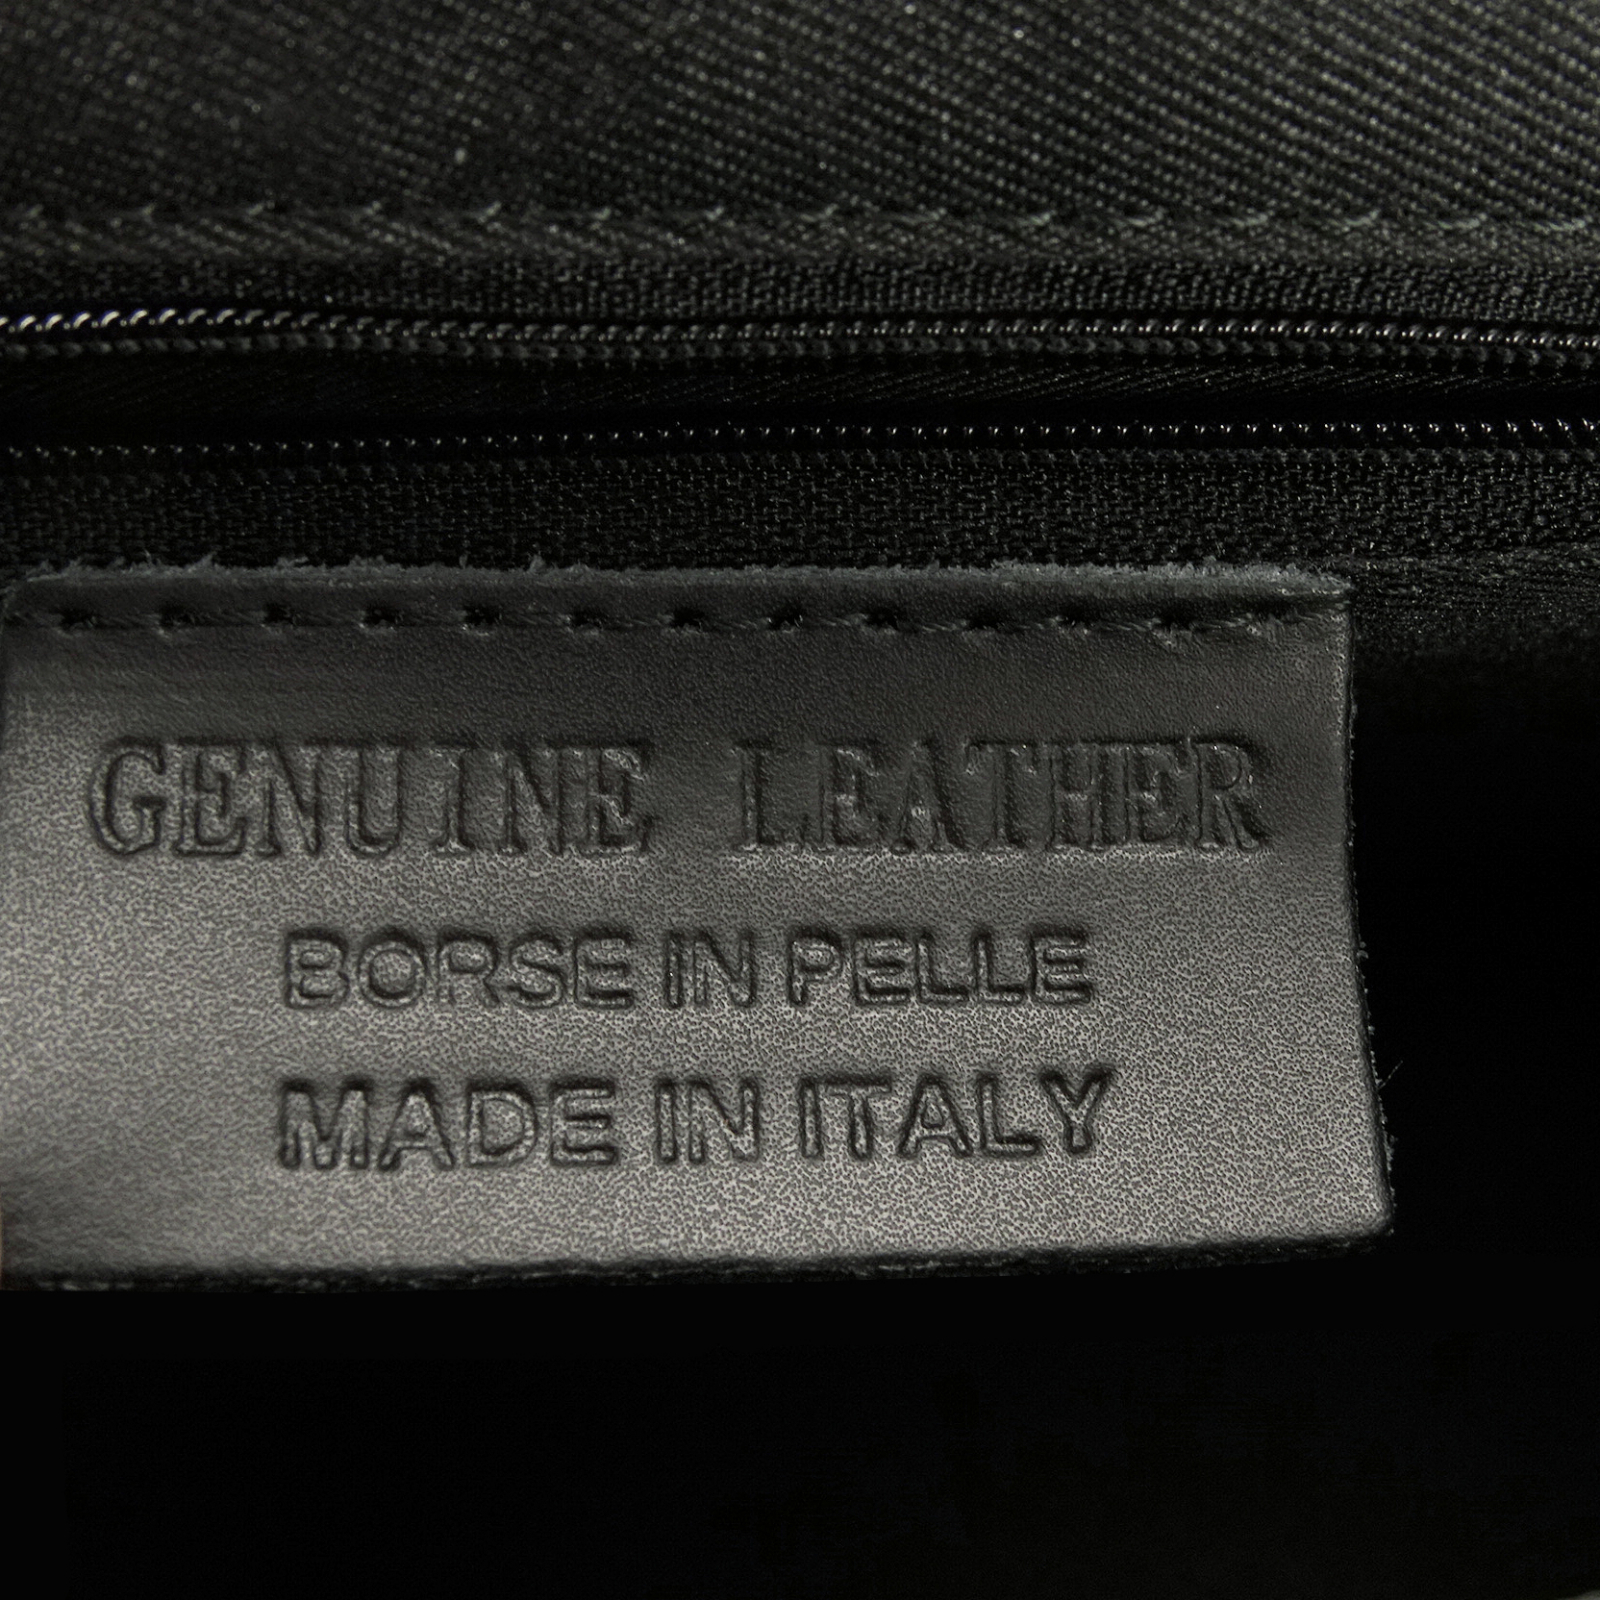 GENUINE LEATHER
BORSE IN PELLE
MADE IN ITALY